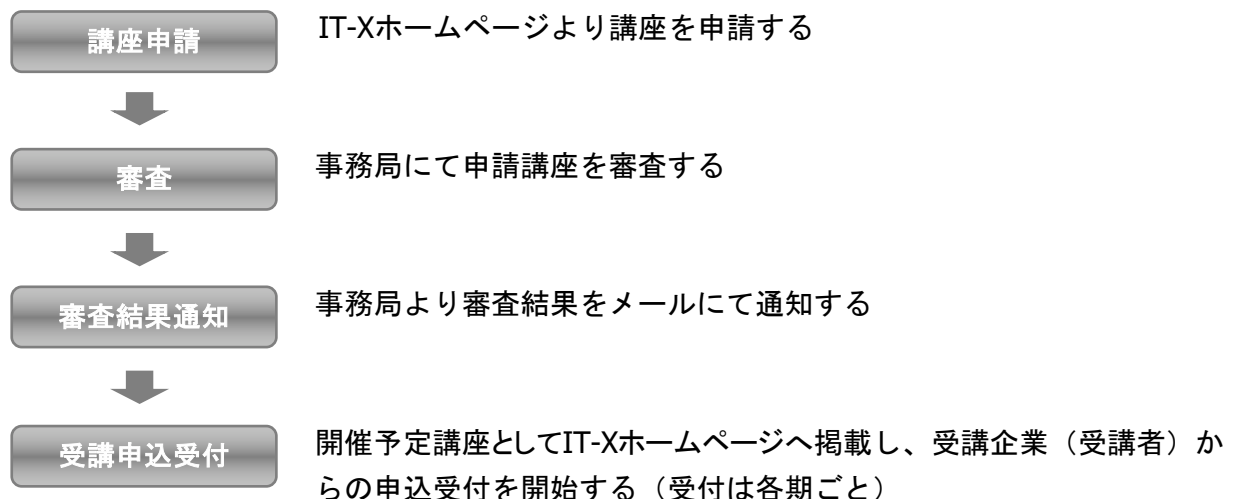 講座申請
IT-Xホームページより講座を申請する
審査
事務局にて申請講座を審査する
審査結果通知
事務局より審査結果をメールにて通知する
受講申込受付
開催予定講座としてIT-Xホームページへ掲載し、受講企業（受講者）か
らの申込受付を開始する（受付は各期ごと）